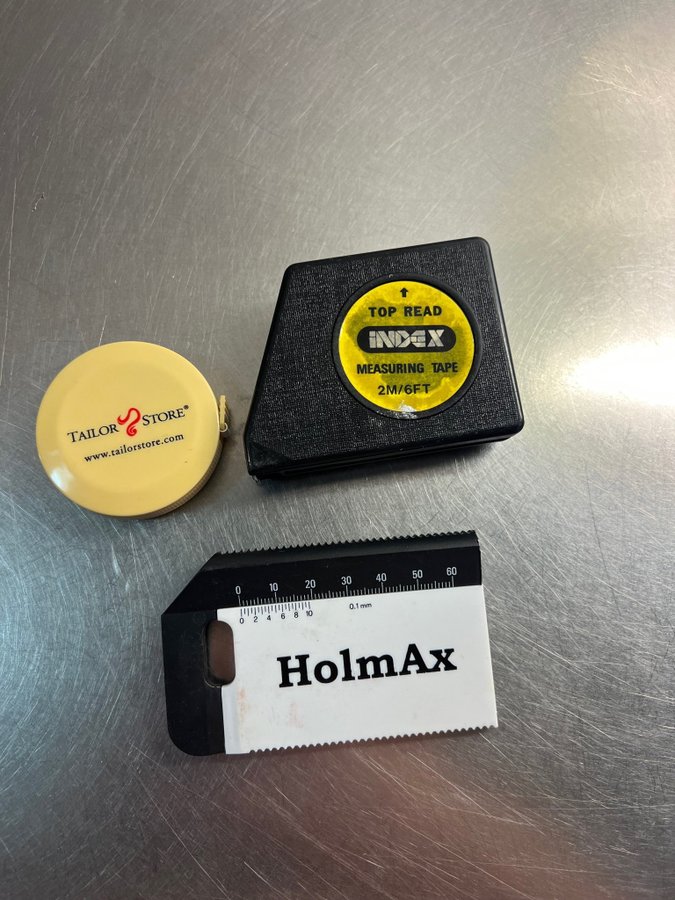 TOP READ
INDEX
MEASURING TAPE
2M/6FT
TAILOR STORE®
www.tailorstore.com
0 10 20 30 40 50 60
0 2 4 6 8 10 0.1 mm
HolmAx